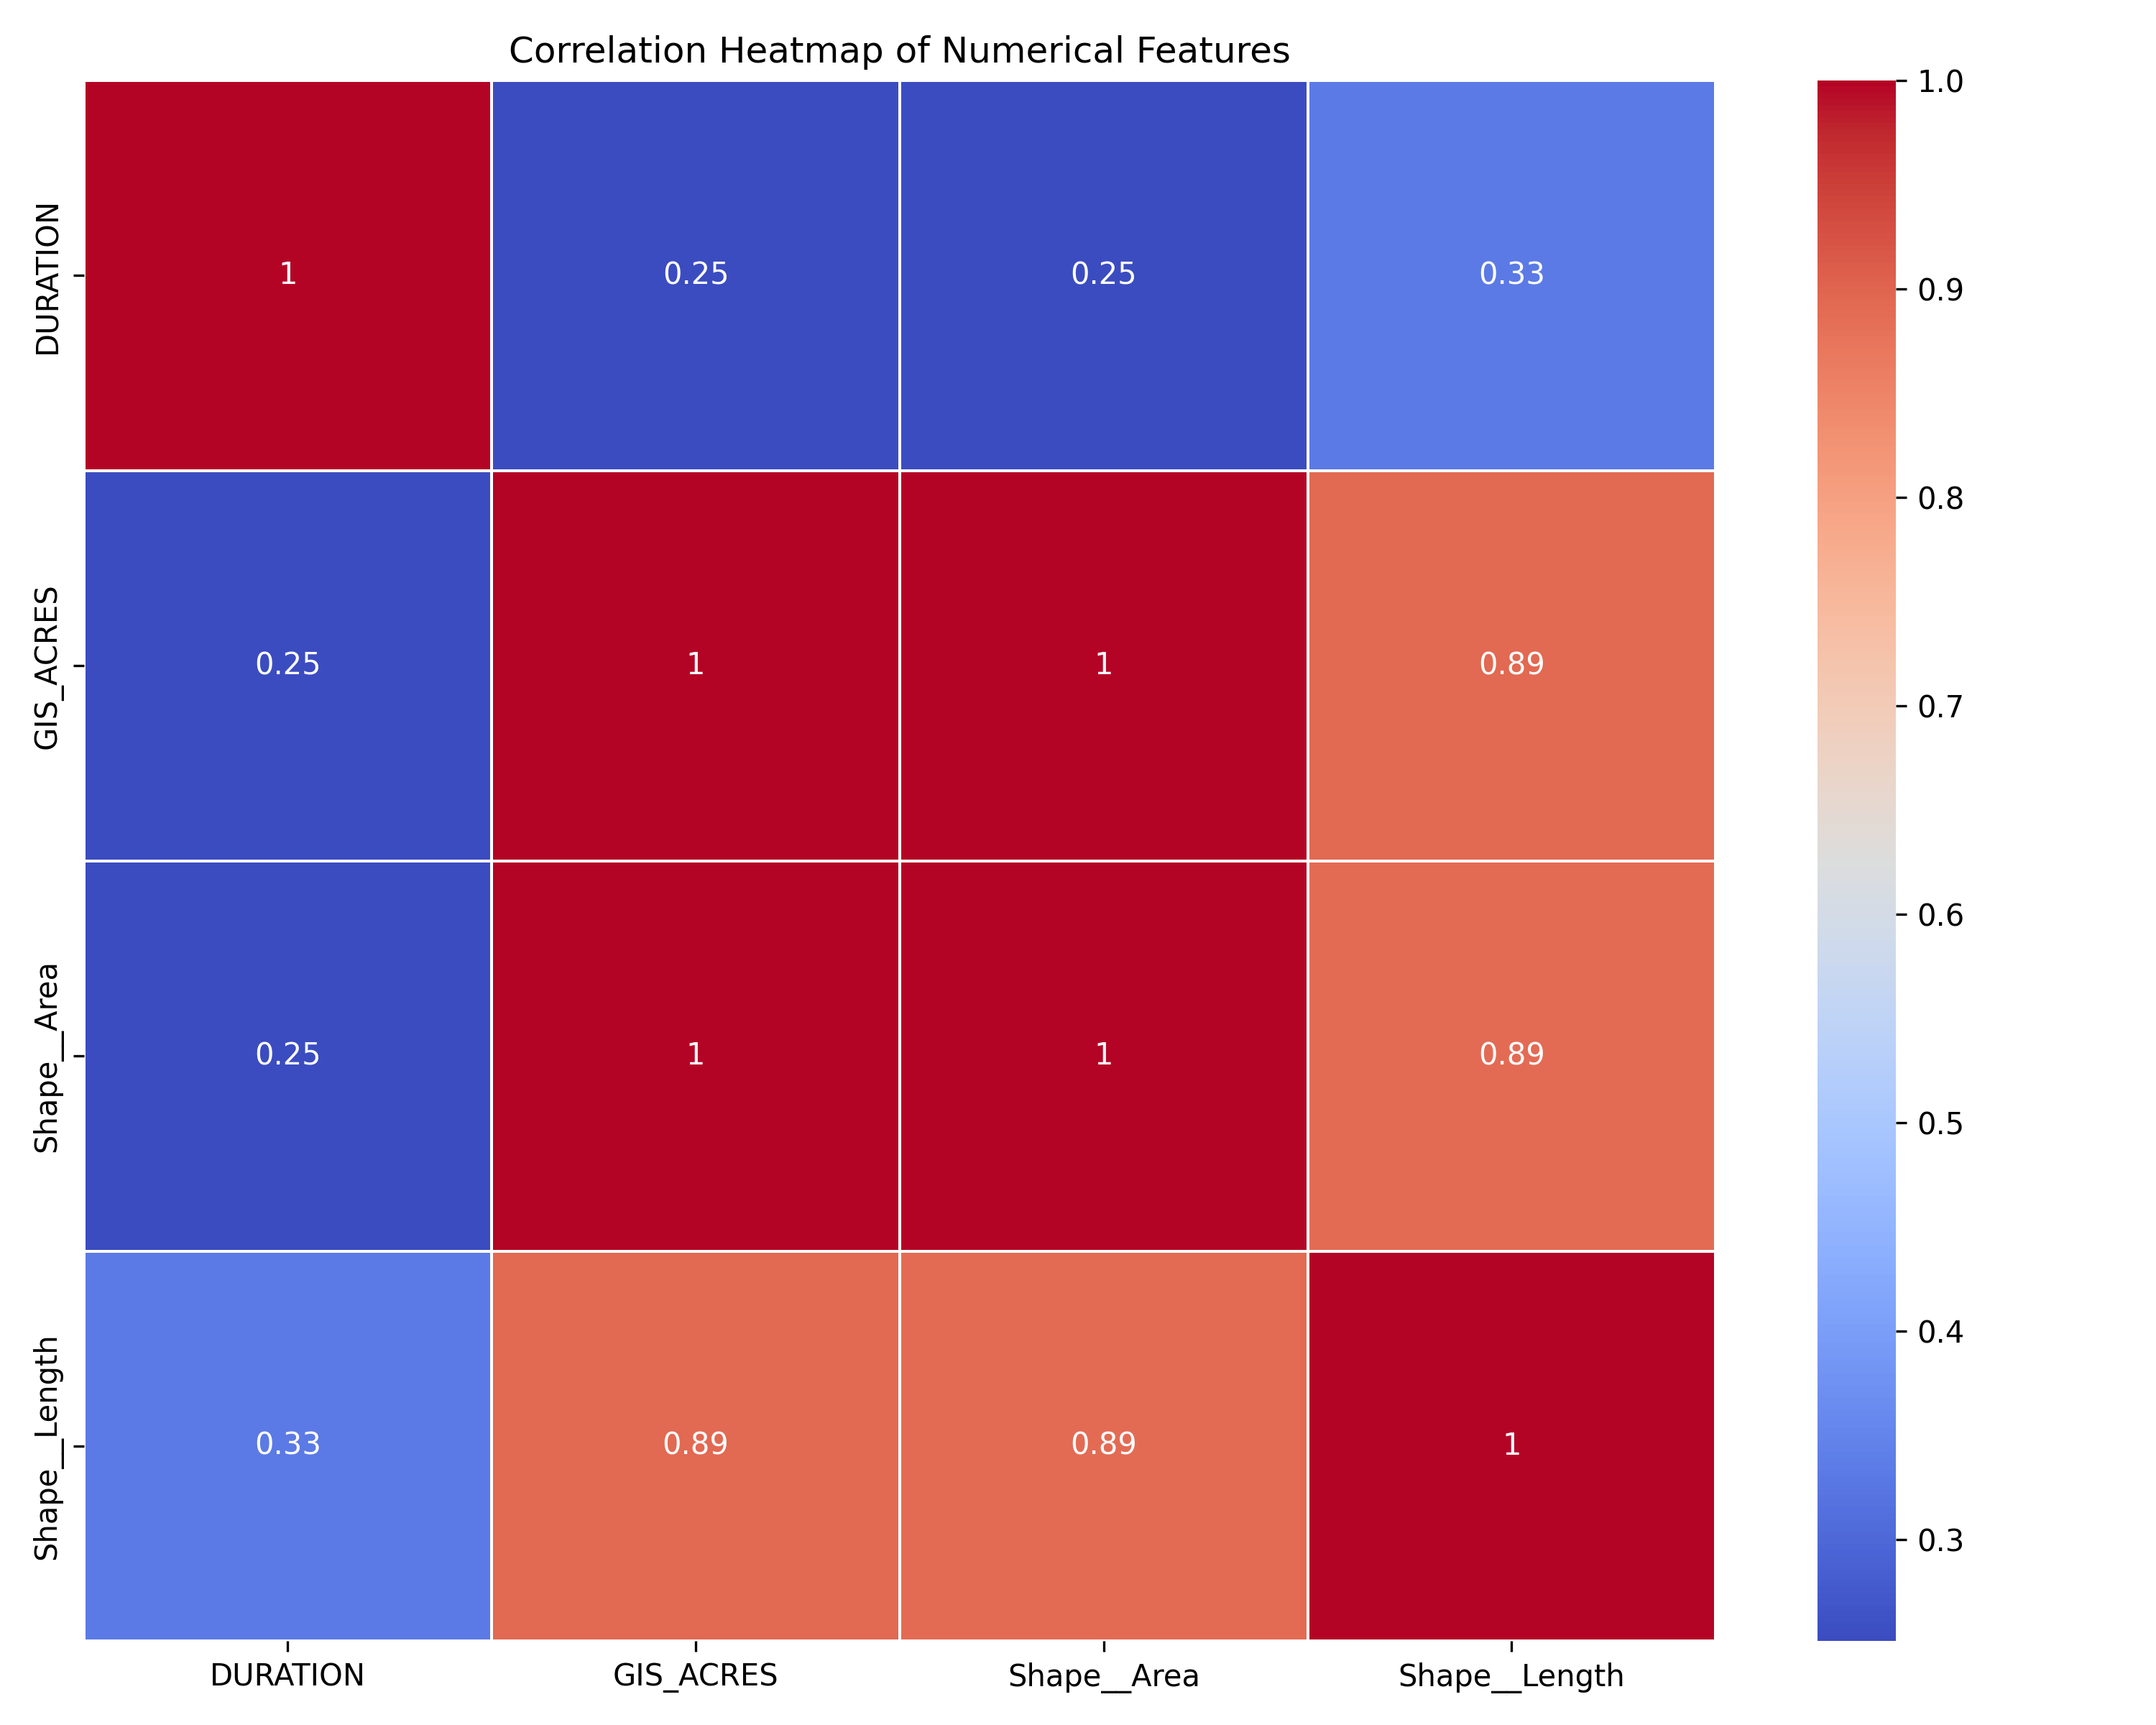 Correlation Heatmap of Numerical Features
DURATION
1
0.25
0.25
0.33
GIS_ACRES
0.25
1
1
0.89
Shape__Area
0.25
1
1
0.89
Shape__Length
0.33
0.89
0.89
1
DURATION
GIS_ACRES
Shape__Area
Shape__Length
1.0
0.9
0.8
0.7
0.6
0.5
0.4
0.3